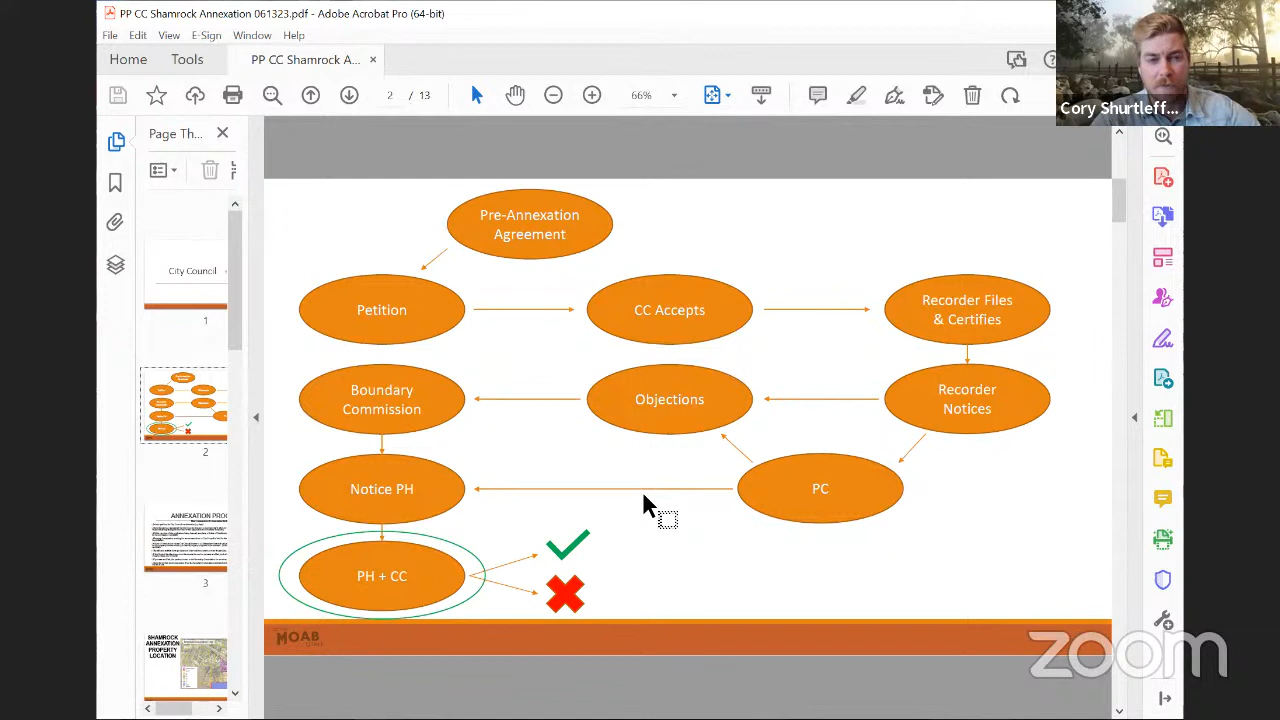 PP CC Shamrock Annexation 061323.pdf - Adobe Acrobat Pro (64-bit)
File Edit View E-Sign Window Help
Home Tools PP CC Shamrock A... ×
2 / 13 66%
Cory Shurtleff...
Page Th...
City Council
1
2
ANNEXATION PRO
3
SHAMROCK
ANNEXATION
PROPERTY
LOCATION
Pre-Annexation
Agreement
Petition
CC Accepts
Recorder Files
& Certifies
Boundary
Commission
Objections
Recorder
Notices
Notice PH
PC
PH + CC
MOAB
zoom